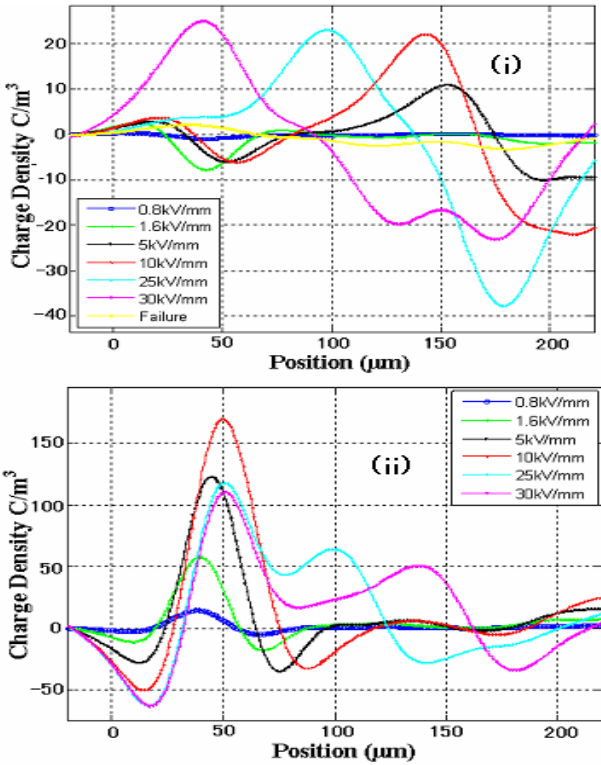 (i)
Charge Density C/m³
20
10
0
-10
-20
-30
-40
0.8kV/mm
1.6kV/mm
5kV/mm
10kV/mm
25kV/mm
30kV/mm
Failure
0 50 100 150 200
Position (μm)
(ii)
Charge Density C/m³
150
100
50
0
-50
0.8kV/mm
1.6kV/mm
5kV/mm
10kV/mm
25kV/mm
30kV/mm
0 50 100 150 200
Position (μm)